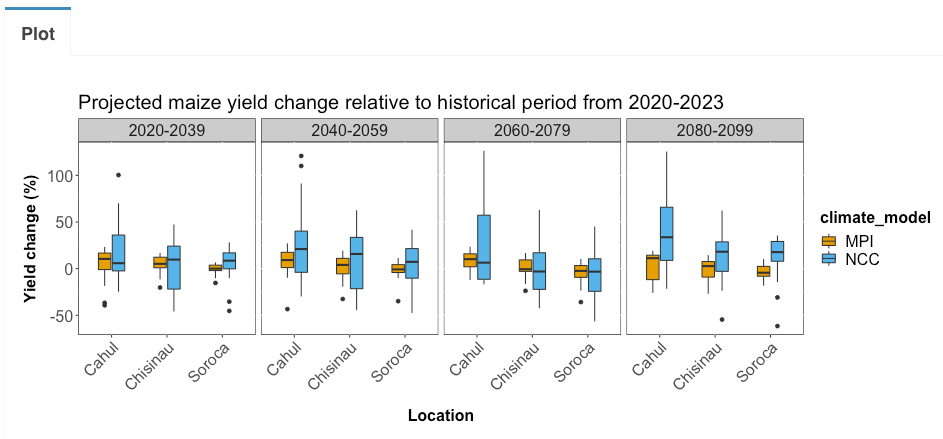 Plot
Projected maize yield change relative to historical period from 2020-2023
2020-2039 2040-2059 2060-2079 2080-2099
Yield change (%)
100
50
0
-50
Cahul Chisinau Soroca Cahul Chisinau Soroca Cahul Chisinau Soroca Cahul Chisinau Soroca
Location
climate_model
MPI
NCC